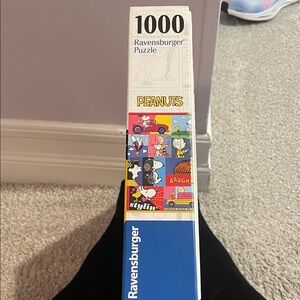 1000
Ravensburger
Puzzle
PEANUTS
AAUGH!
stylin'
Ravensburger